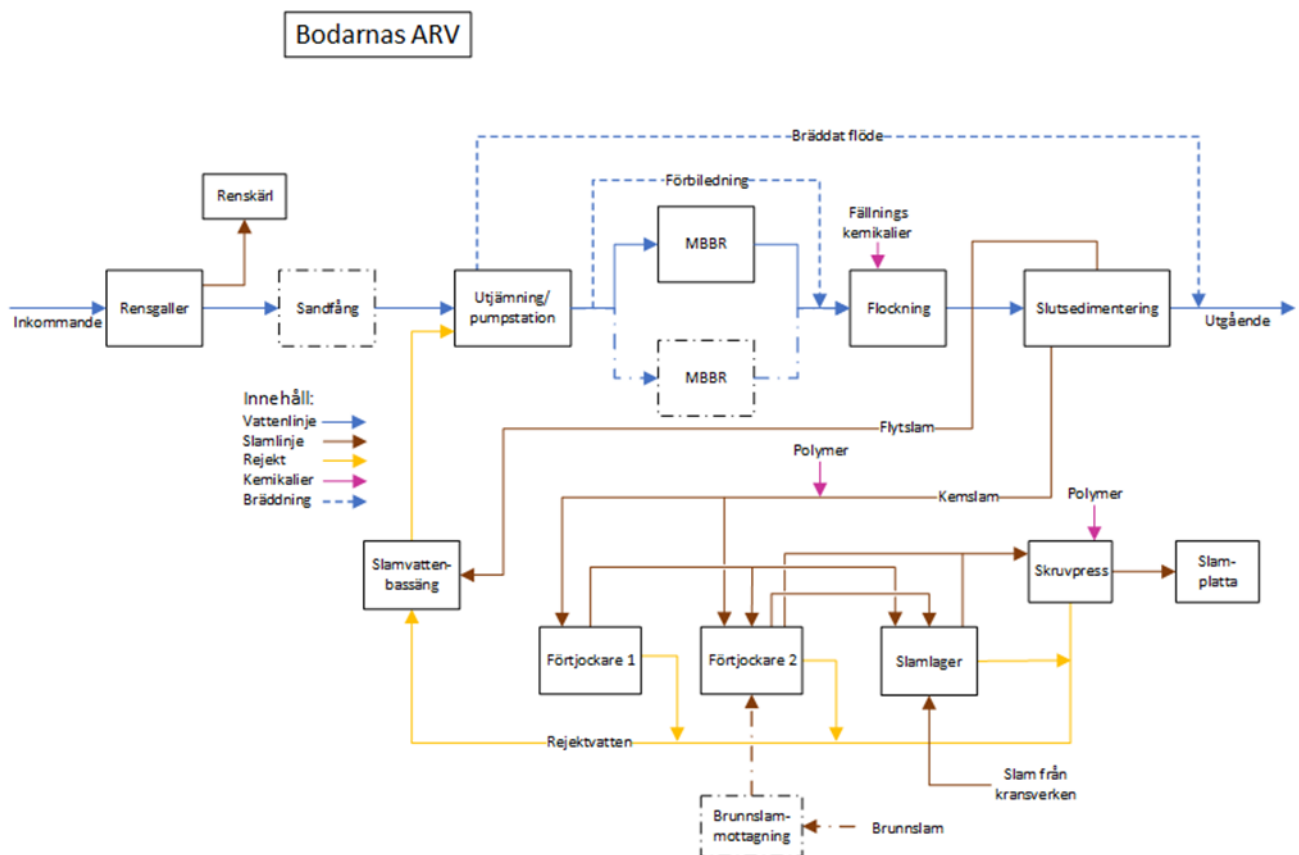 Bodarnas ARV
Bräddat flöde
Förbiledning
Renskärl
Fällnings
kemikalier
MBBR
Inkommande
Rensgaller
Sandfång
Utjämning/
pumpstation
Flockning
Slutsedimentering
Utgående
MBBR
Innehåll:
Vattenlinje
Slamlinje
Rejekt
Kemikalier
Bräddning
Flytslam
Polymer
Kemslam
Polymer
Slamvatten-
bassäng
Skruvpress
Slam-
platta
Förtjockare 1
Förtjockare 2
Slamlager
Rejektvatten
Slam från
kransverken
Brunnslam-
mottagning
Brunnslam